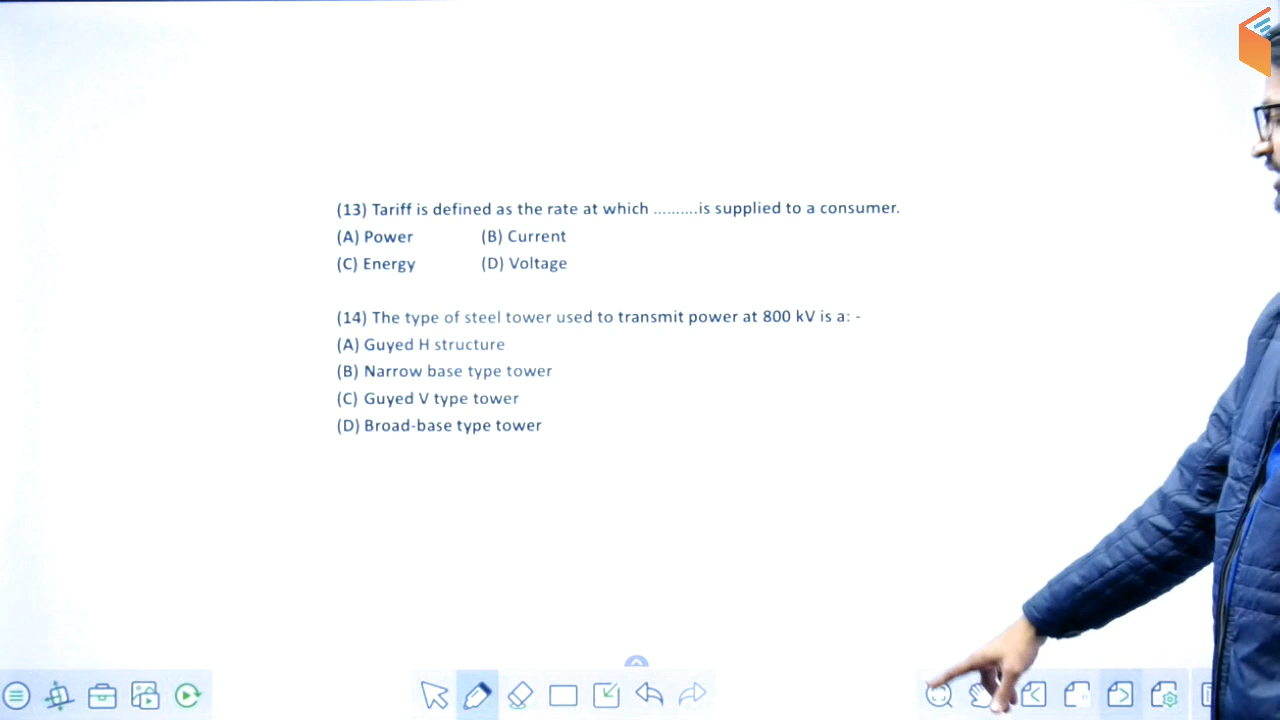 (13) Tariff is defined as the rate at which ..........is supplied to a consumer.
(A) Power (B) Current
(C) Energy (D) Voltage
(14) The type of steel tower used to transmit power at 800 kV is a: -
(A) Guyed H structure
(B) Narrow base type tower
(C) Guyed V type tower
(D) Broad-base type tower